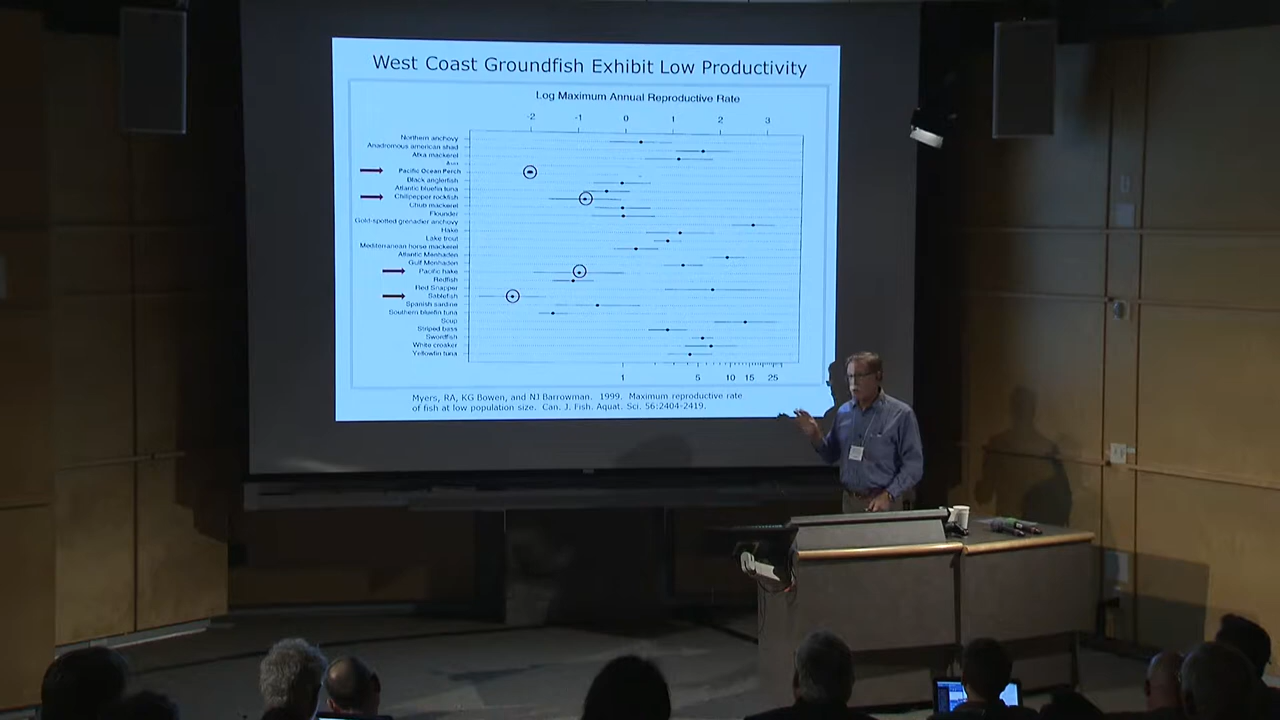 West Coast Groundfish Exhibit Low Productivity
Log Maximum Annual Reproductive Rate
-2 -1 0 1 2 3
Northern anchovy
Anadromous american shad
Atka mackerel
Ayu
Pacific Ocean Perch
Black anglerfish
Atlantic bluefin tuna
Chilipepper rockfish
Chub mackerel
Flounder
Gold-spotted grenadier anchovy
Hake
Lake trout
Mediterranean horse mackerel
Atlantic Menhaden
Gulf Menhaden
Pacific hake
Redfish
Red Snapper
Sablefish
Spanish sardine
Southern bluefin tuna
Scup
Striped bass
Swordfish
White croaker
Yellowfin tuna
1 5 10 15 25
Myers, RA, KG Bowen, and NJ Barrowman. 1999. Maximum reproductive rate
of fish at low population size. Can. J. Fish. Aquat. Sci. 56:2404-2419.